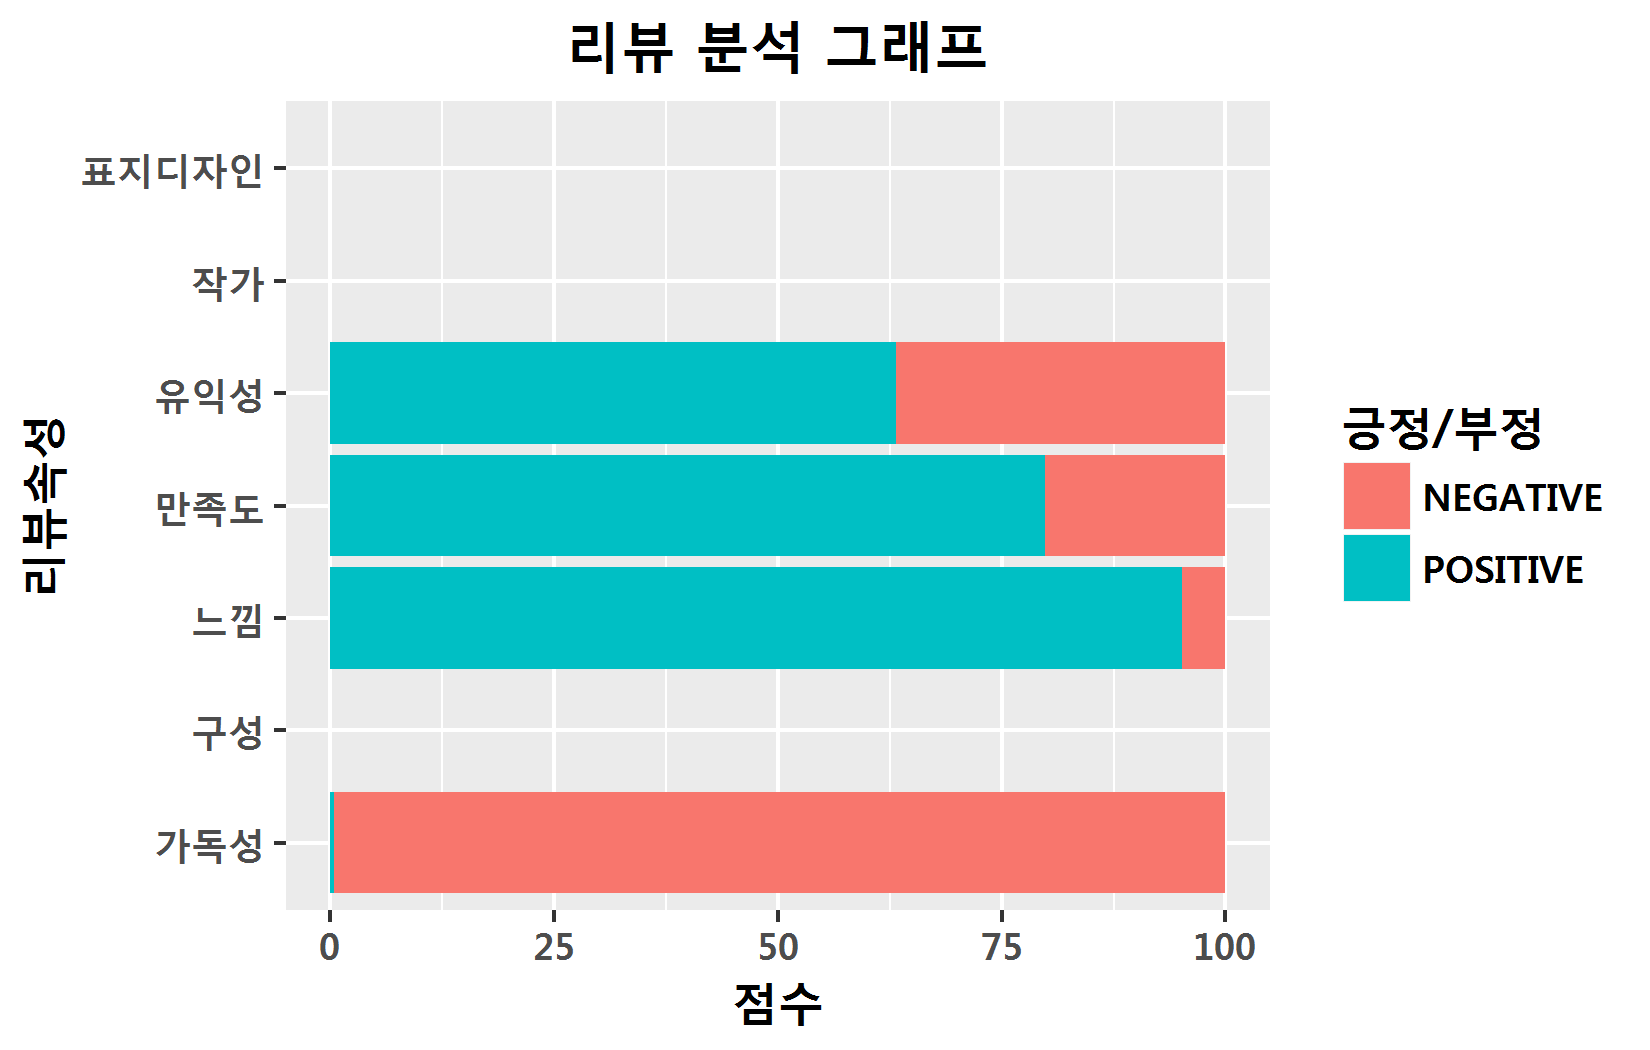 리뷰 분석 그래프
표지디자인
작가
유익성
만족도
느낌
구성
가독성
리뷰속성
0 25 50 75 100
점수
긍정/부정
NEGATIVE
POSITIVE